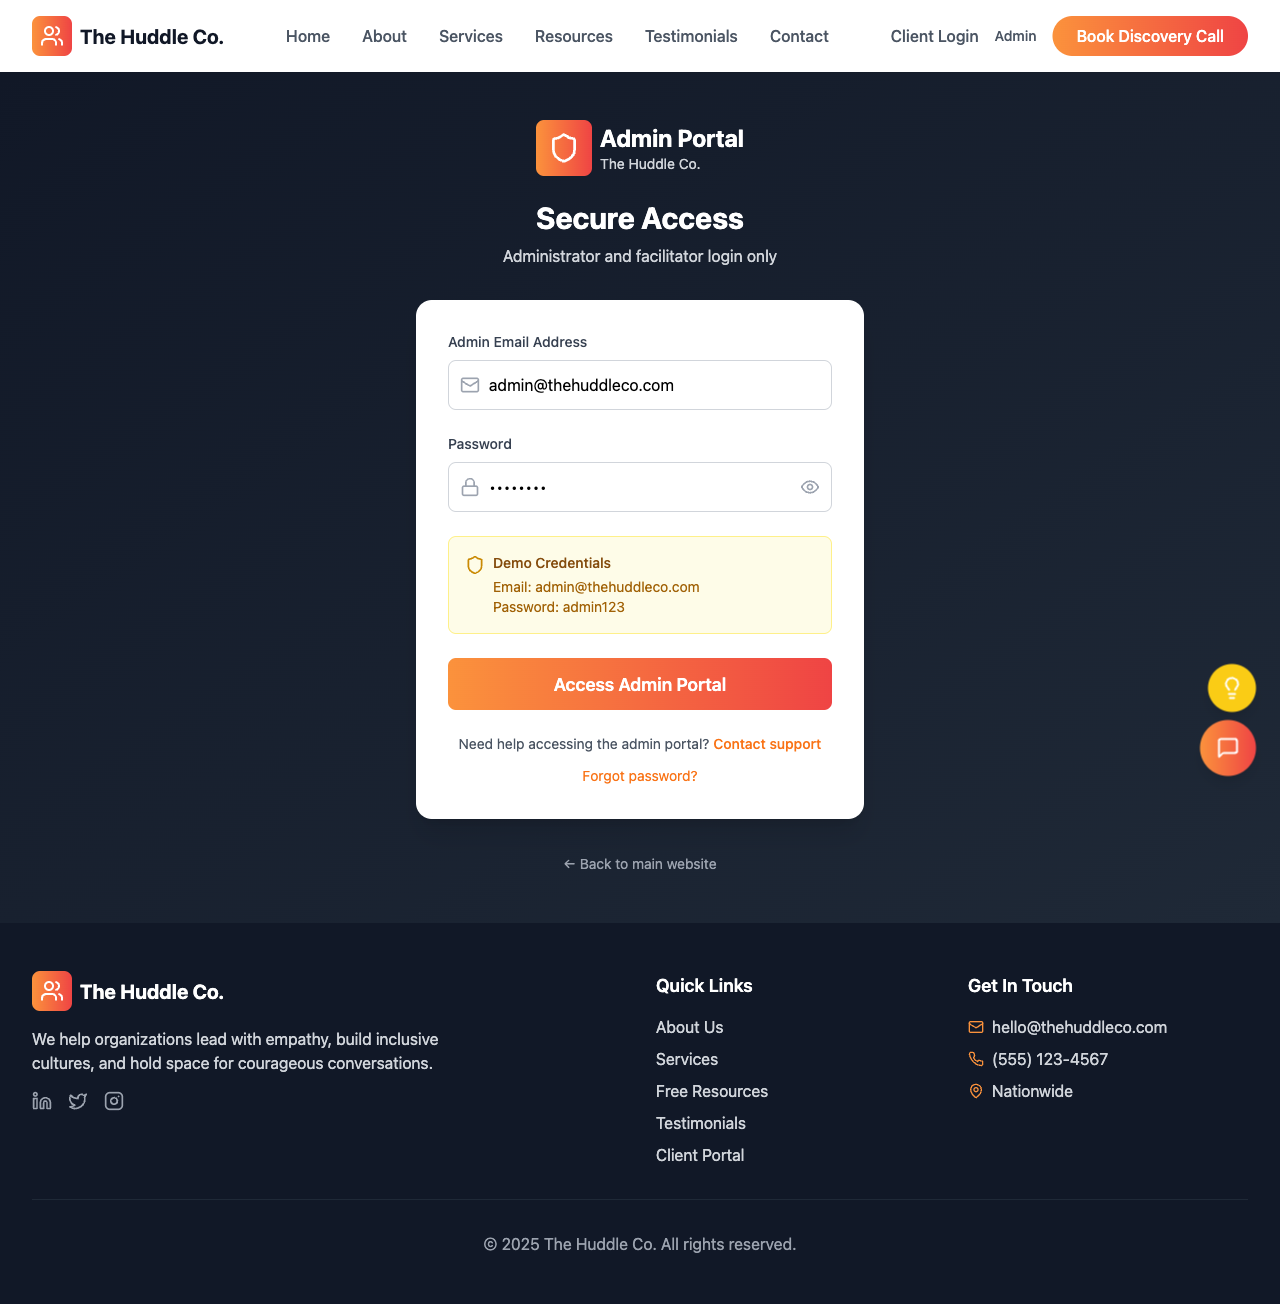 The Huddle Co.
Home
About
Services
Resources
Testimonials
Contact
Client Login
Admin
Book Discovery Call
Admin Portal
The Huddle Co.
Secure Access
Administrator and facilitator login only
Admin Email Address
admin@thehuddleco.com
Password
••••••••
Demo Credentials
Email: admin@thehuddleco.com
Password: admin123
Access Admin Portal
Need help accessing the admin portal? Contact support
Forgot password?
← Back to main website
The Huddle Co.
We help organizations lead with empathy, build inclusive
cultures, and hold space for courageous conversations.
Quick Links
About Us
Services
Free Resources
Testimonials
Client Portal
Get In Touch
hello@thehuddleco.com
(555) 123-4567
Nationwide
© 2025 The Huddle Co. All rights reserved.